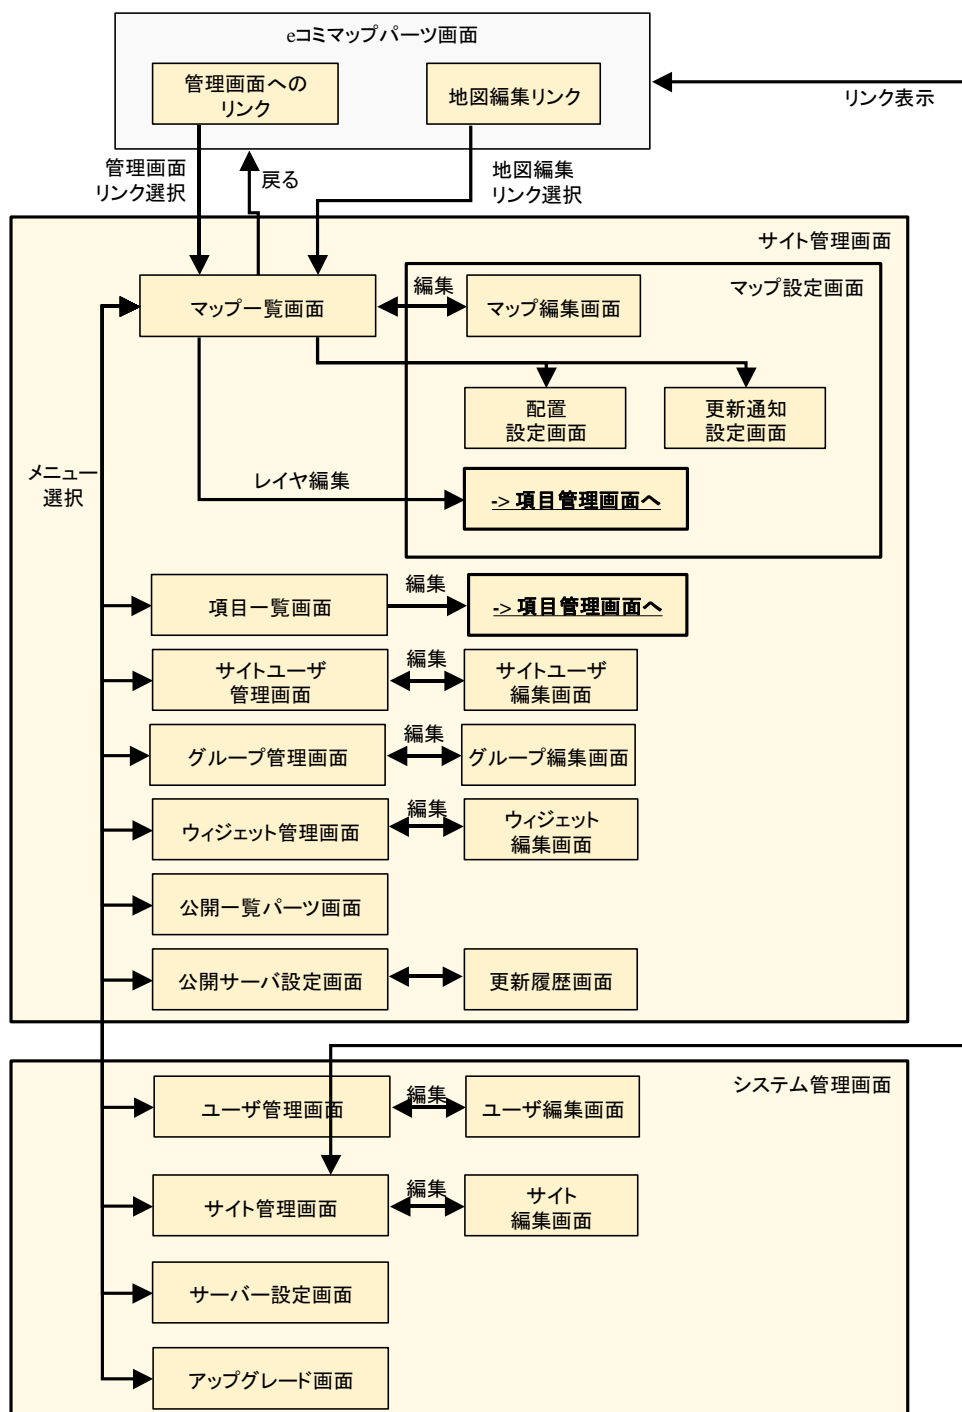 eコミマップパーツ画面
管理画面への
リンク
地図編集リンク
リンク表示
管理画面
リンク選択
戻る
地図編集
リンク選択
サイト管理画面
マップ設定画面
マップ一覧画面
編集
マップ編集画面
配置
設定画面
更新通知
設定画面
メニュー
選択
レイヤ編集
-> 項目管理画面へ
項目一覧画面
編集
-> 項目管理画面へ
サイトユーザ
管理画面
編集
サイトユーザ
編集画面
グループ管理画面
編集
グループ編集画面
ウィジェット管理画面
編集
ウィジェット
編集画面
公開一覧パーツ画面
公開サーバ設定画面
更新履歴画面
システム管理画面
ユーザ管理画面
編集
ユーザ編集画面
サイト管理画面
編集
サイト
編集画面
サーバー設定画面
アップグレード画面